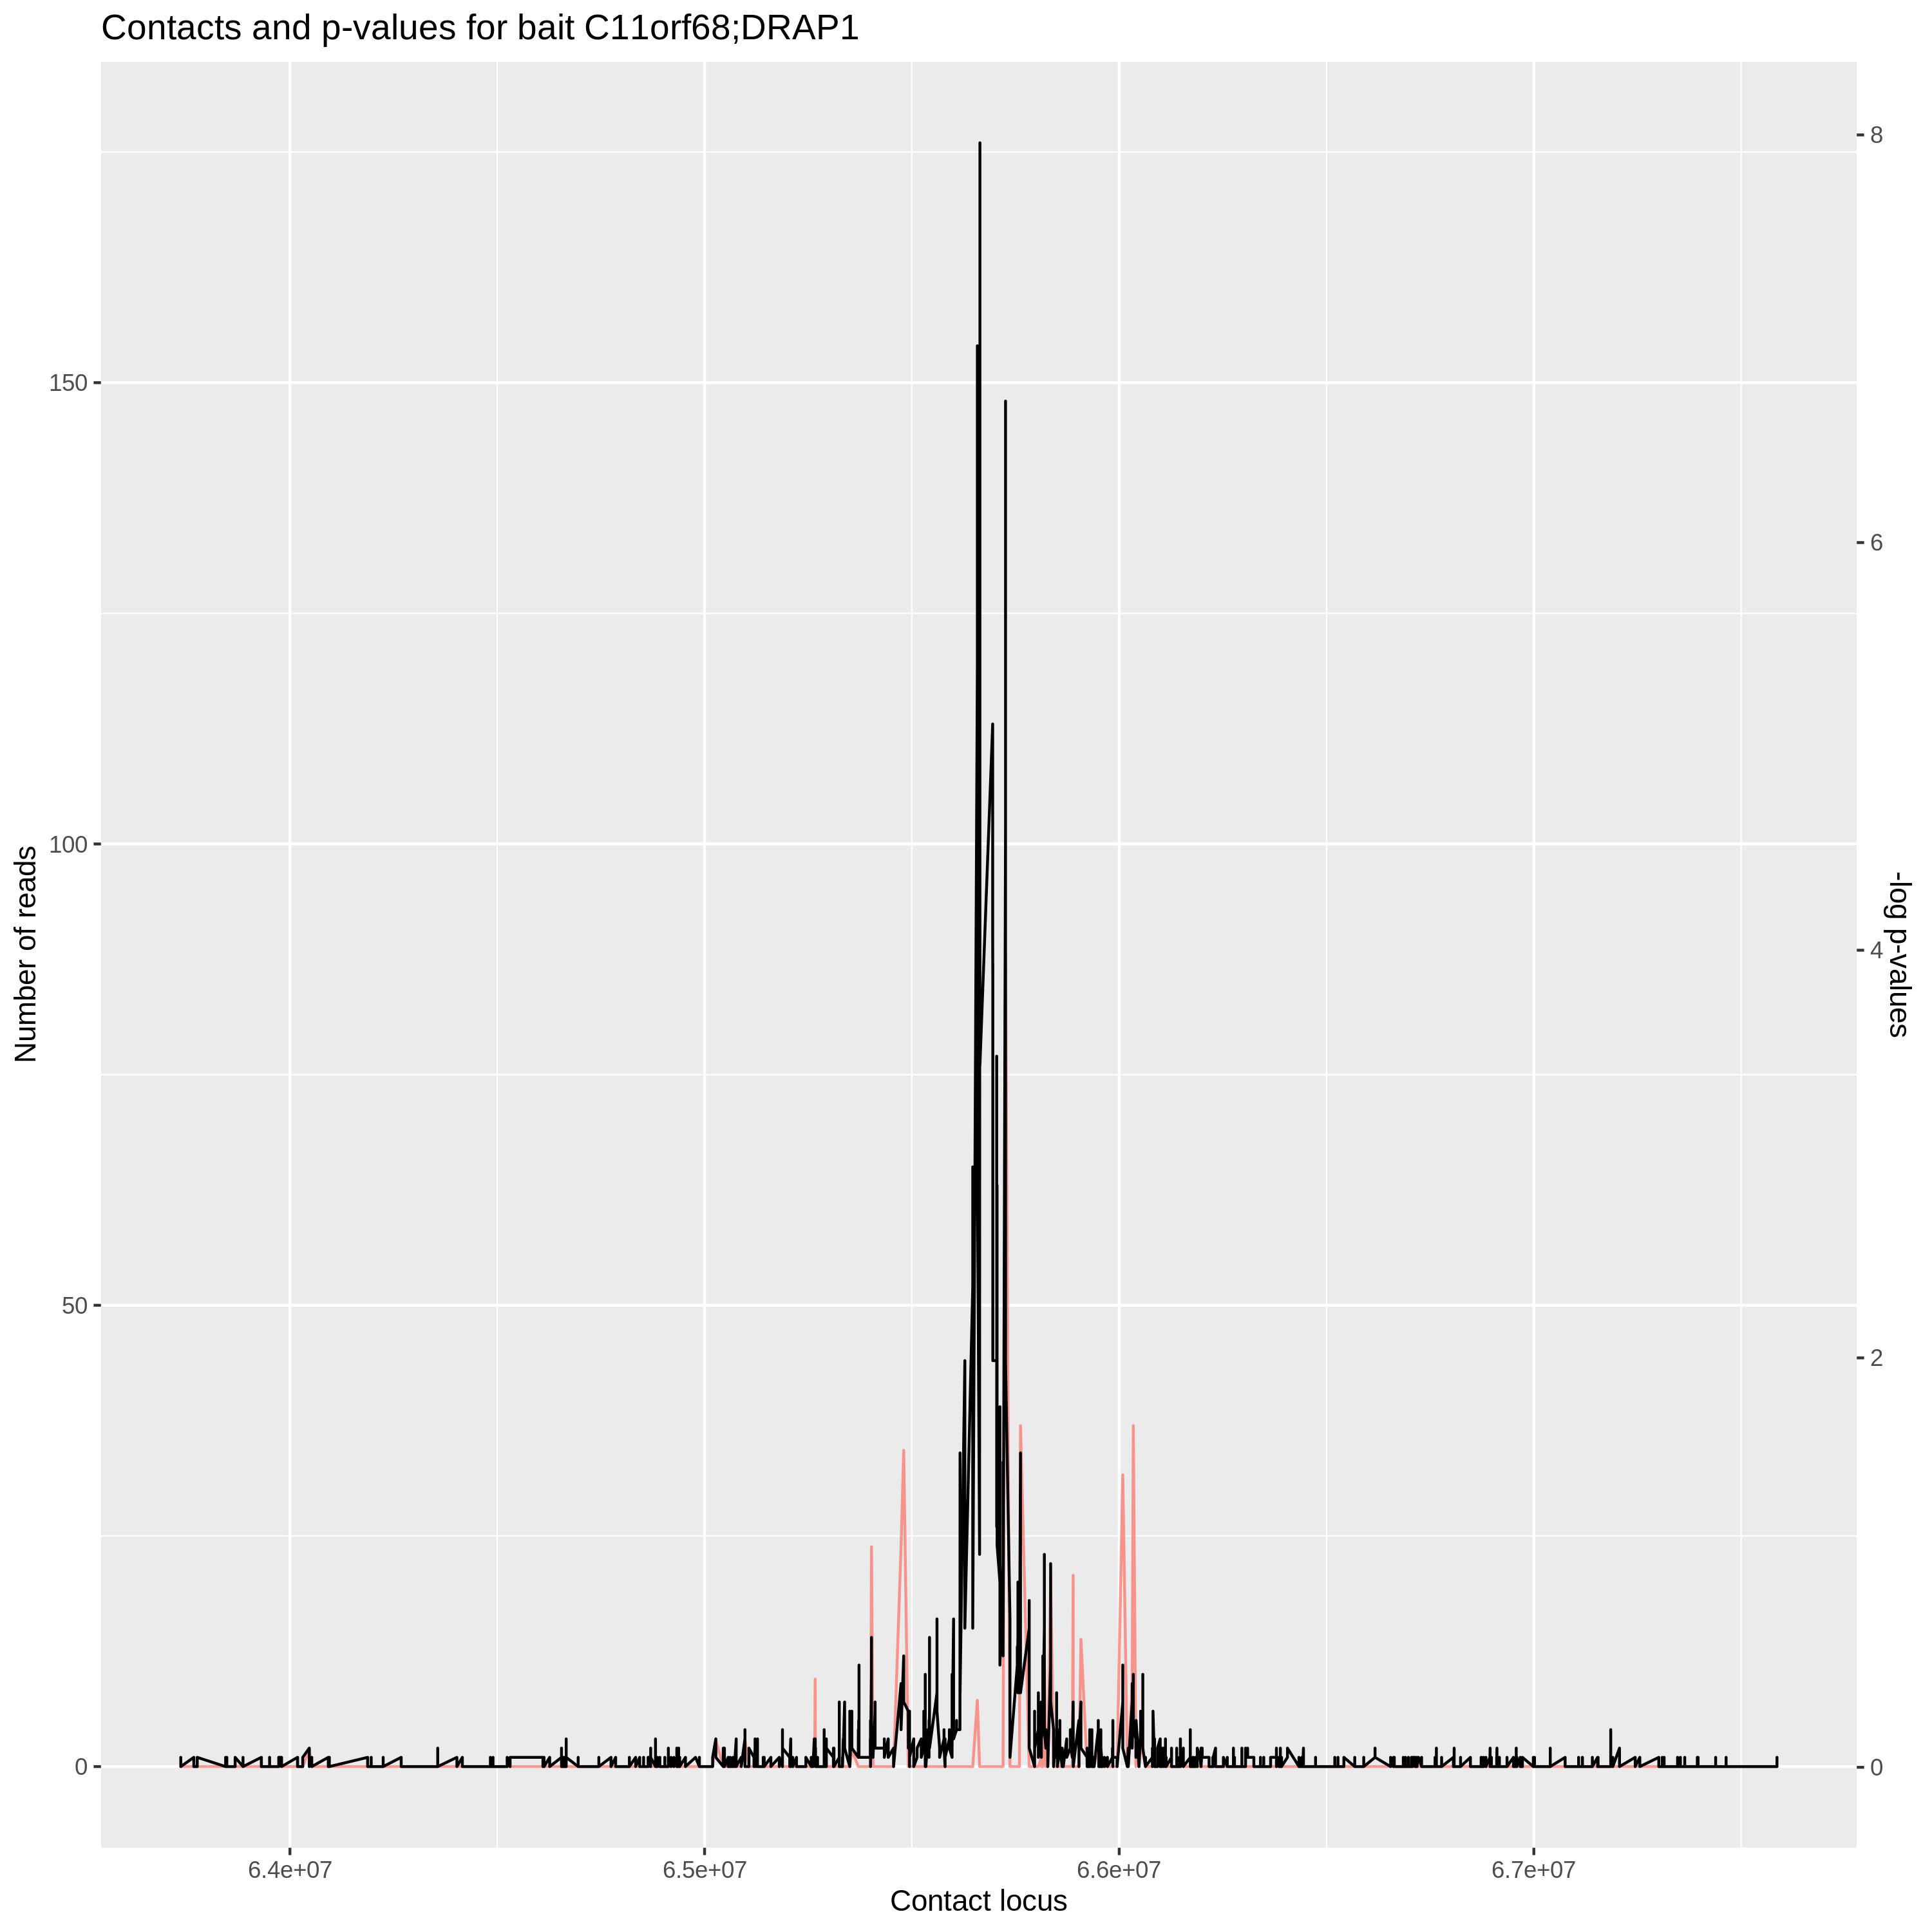 Contacts and p-values for bait C11orf68;DRAP1
8
150
6
100
Number of reads
4
-log p-values
50
2
0
0
6.4e+07
6.5e+07
6.6e+07
6.7e+07
Contact locus